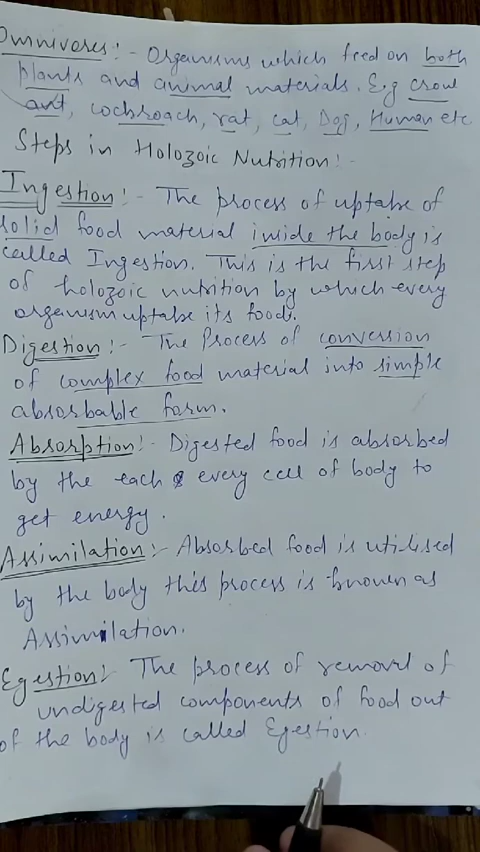 Omnivores:- Organisms which feed on both
plants and animal materials. E.g crow
ant, cochroach, rat, cat, Dog, Human etc
Steps in Holozoic Nutrition:-
Ingestion:- The process of uptake of
solid food material inside the body is
called Ingestion. This is the first step
of holozoic nutrition by which every
organism uptake its food.
Digestion:- The Process of conversion
of complex food material into simple
absorbable form.
Absorption:- Digested food is absorbed
by the each & every cell of body to
get energy.
Assimilation:- Absorbed food is utilised
by the body this process is known as
Assimilation.
Egestion:- The process of removal of
undigested components of food out
of the body is called Egestion.